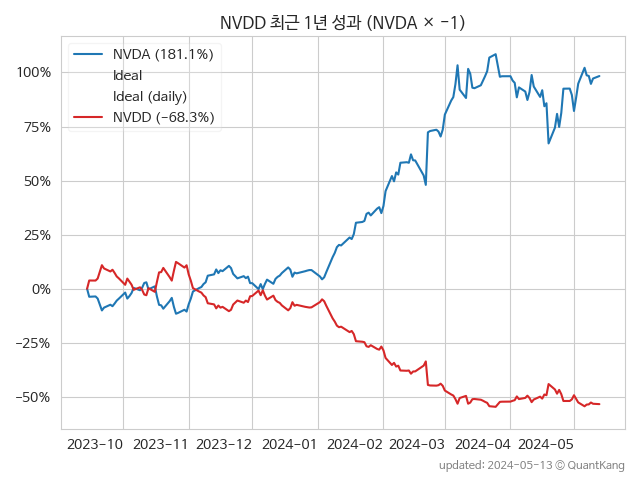 NVDD 최근 1년 성과 (NVDA × −1)
NVDA (181.1%)
Ideal
Ideal (daily)
NVDD (−68.3%)
100%
75%
50%
25%
0%
−25%
−50%
2023-10
2023-11
2023-12
2024-01
2024-02
2024-03
2024-04
2024-05
updated: 2024-05-13 © QuantKang